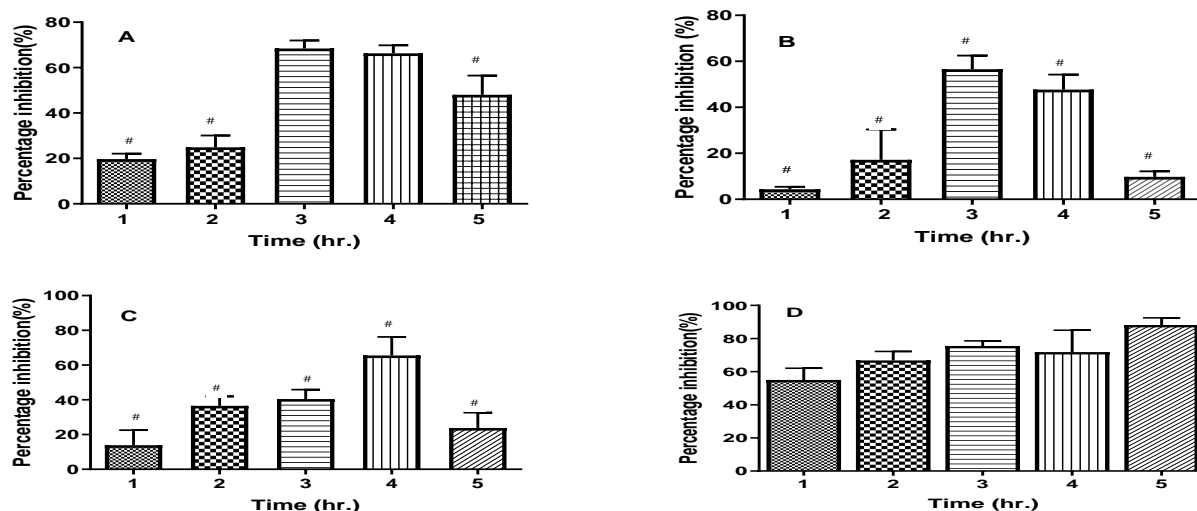 A
Percentage inhibition(%)
80
60
40
20
0
# # #
1 2 3 4 5
Time (hr.)
B
Percentage inhibition (%)
80
60
40
20
0
# # # # #
1 2 3 4 5
Time (hr.)
C
Percentage inhibition(%)
100
80
60
40
20
0
# # # # #
1 2 3 4 5
Time (hr.)
D
Percentage inhibition(%)
100
80
60
40
20
0
1 2 3 4 5
Time (hr.)